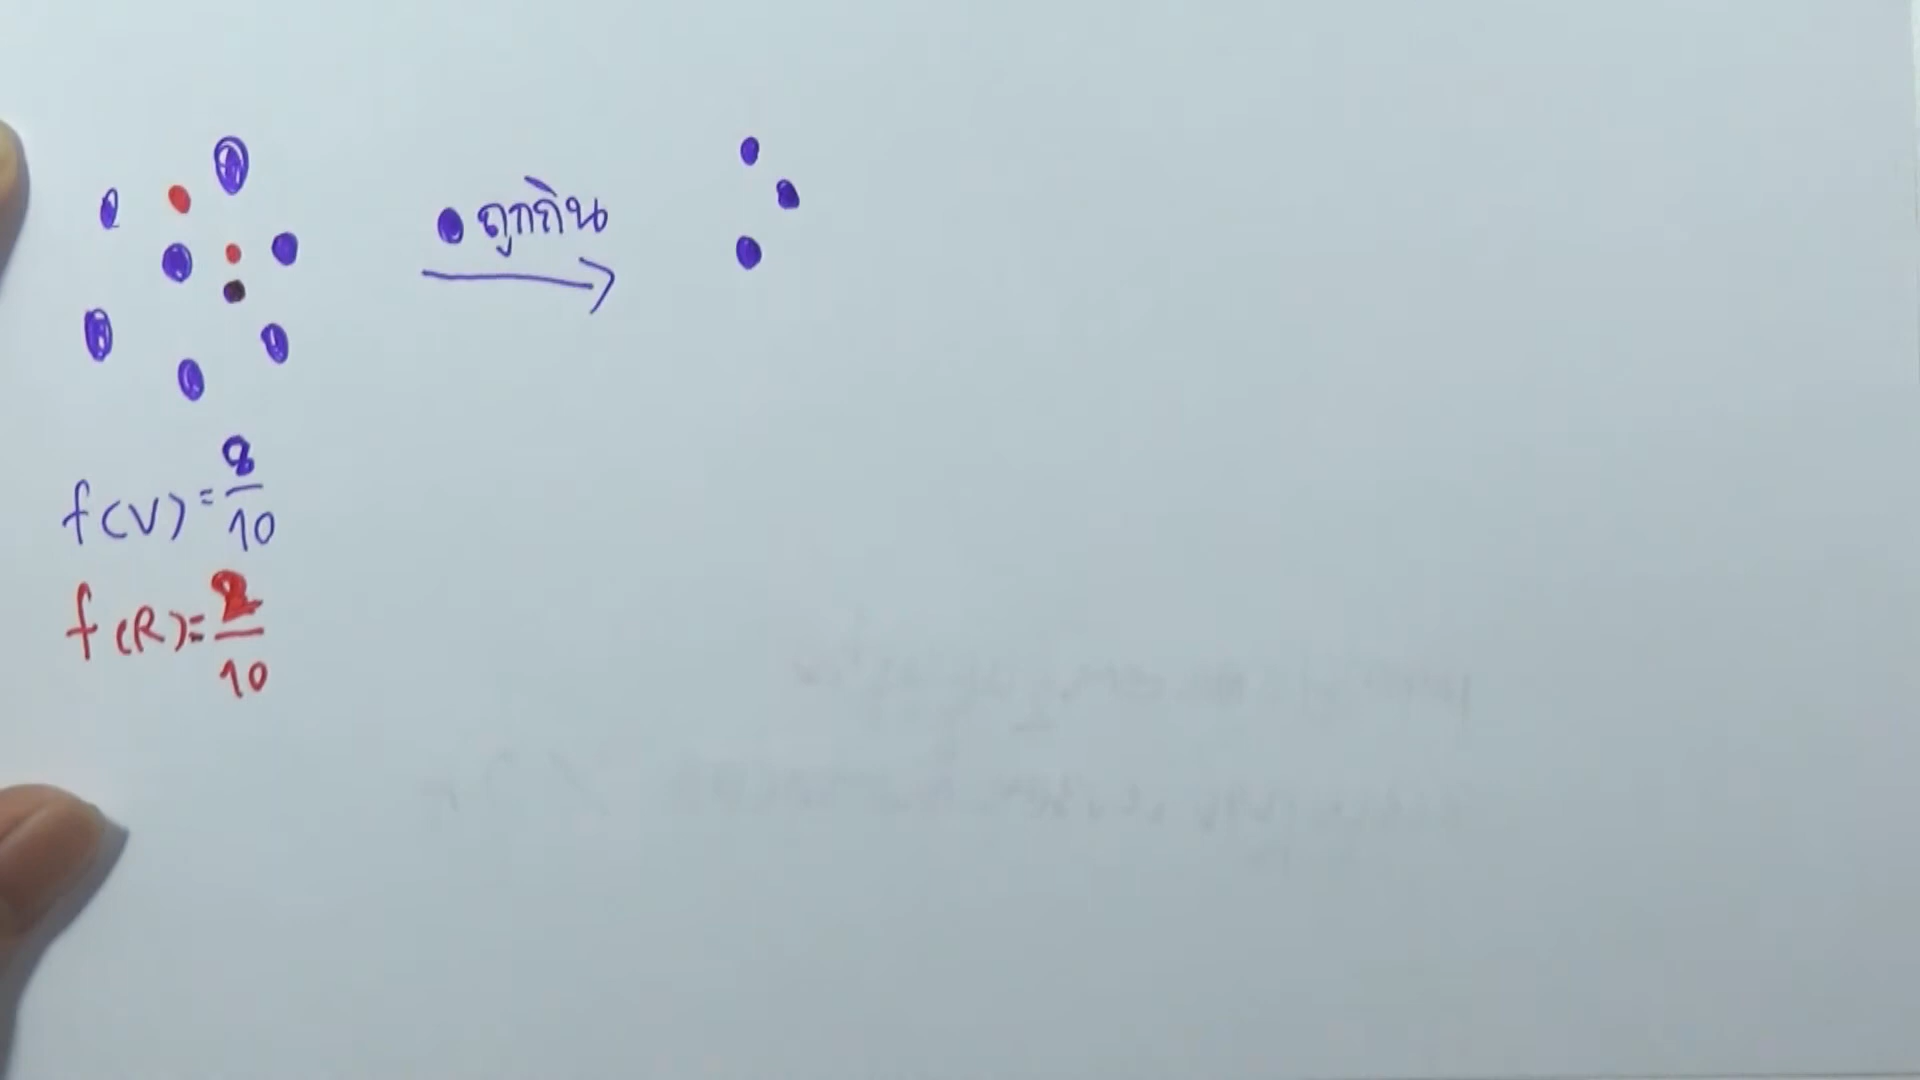 ถูกกิน
f(V) = 8/10
f(R) = 2/10